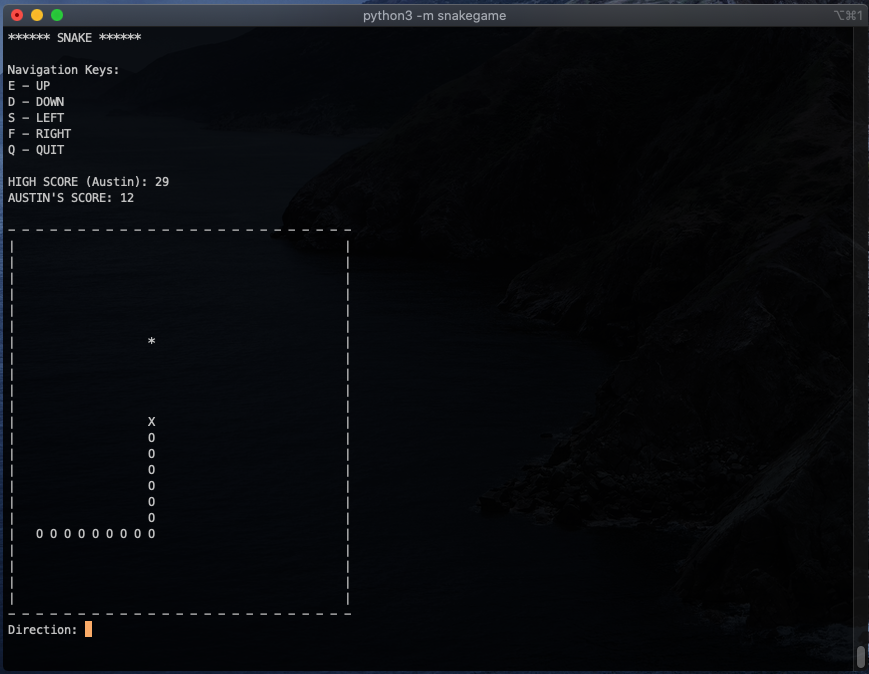 python3 -m snakegame
⌥⌘1
****** SNAKE ******
Navigation Keys:
E – UP
D – DOWN
S – LEFT
F – RIGHT
Q – QUIT
HIGH SCORE (Austin): 29
AUSTIN'S SCORE: 12
– – – – – – – – – – – – – – – – – – – – – – – – –
|                                               |
|                                               |
|                                               |
|                                               |
|                                               |
|                                               |
|                   *                           |
|                                               |
|                                               |
|                                               |
|                                               |
|                   X                           |
|                   O                           |
|                   O                           |
|                   O                           |
|                   O                           |
|                   O                           |
|                   O                           |
|   O O O O O O O O O                           |
|                                               |
|                                               |
|                                               |
|                                               |
– – – – – – – – – – – – – – – – – – – – – – – – –
Direction: